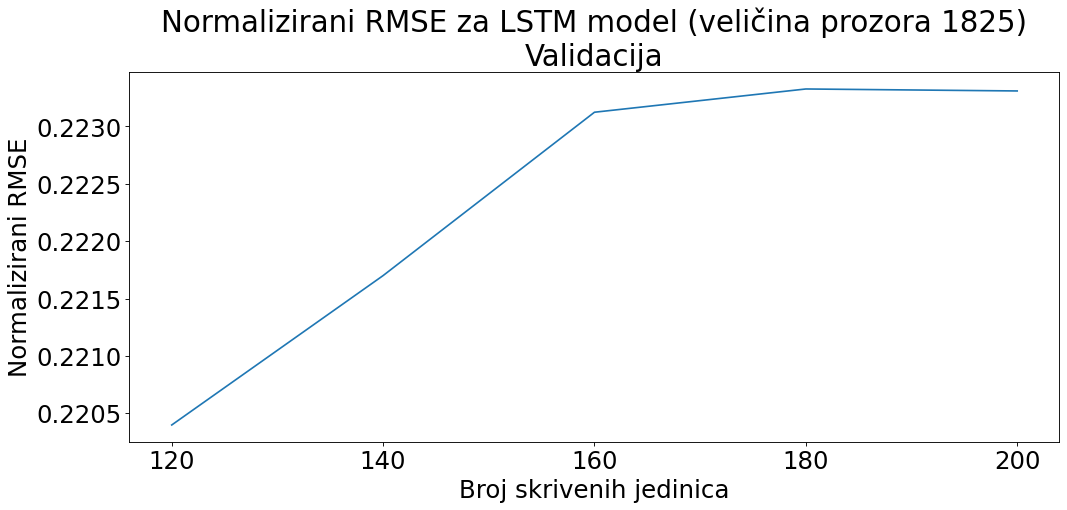 Normalizirani RMSE za LSTM model (veličina prozora 1825)
Validacija
Normalizirani RMSE
0.2230
0.2225
0.2220
0.2215
0.2210
0.2205
120 140 160 180 200
Broj skrivenih jedinica